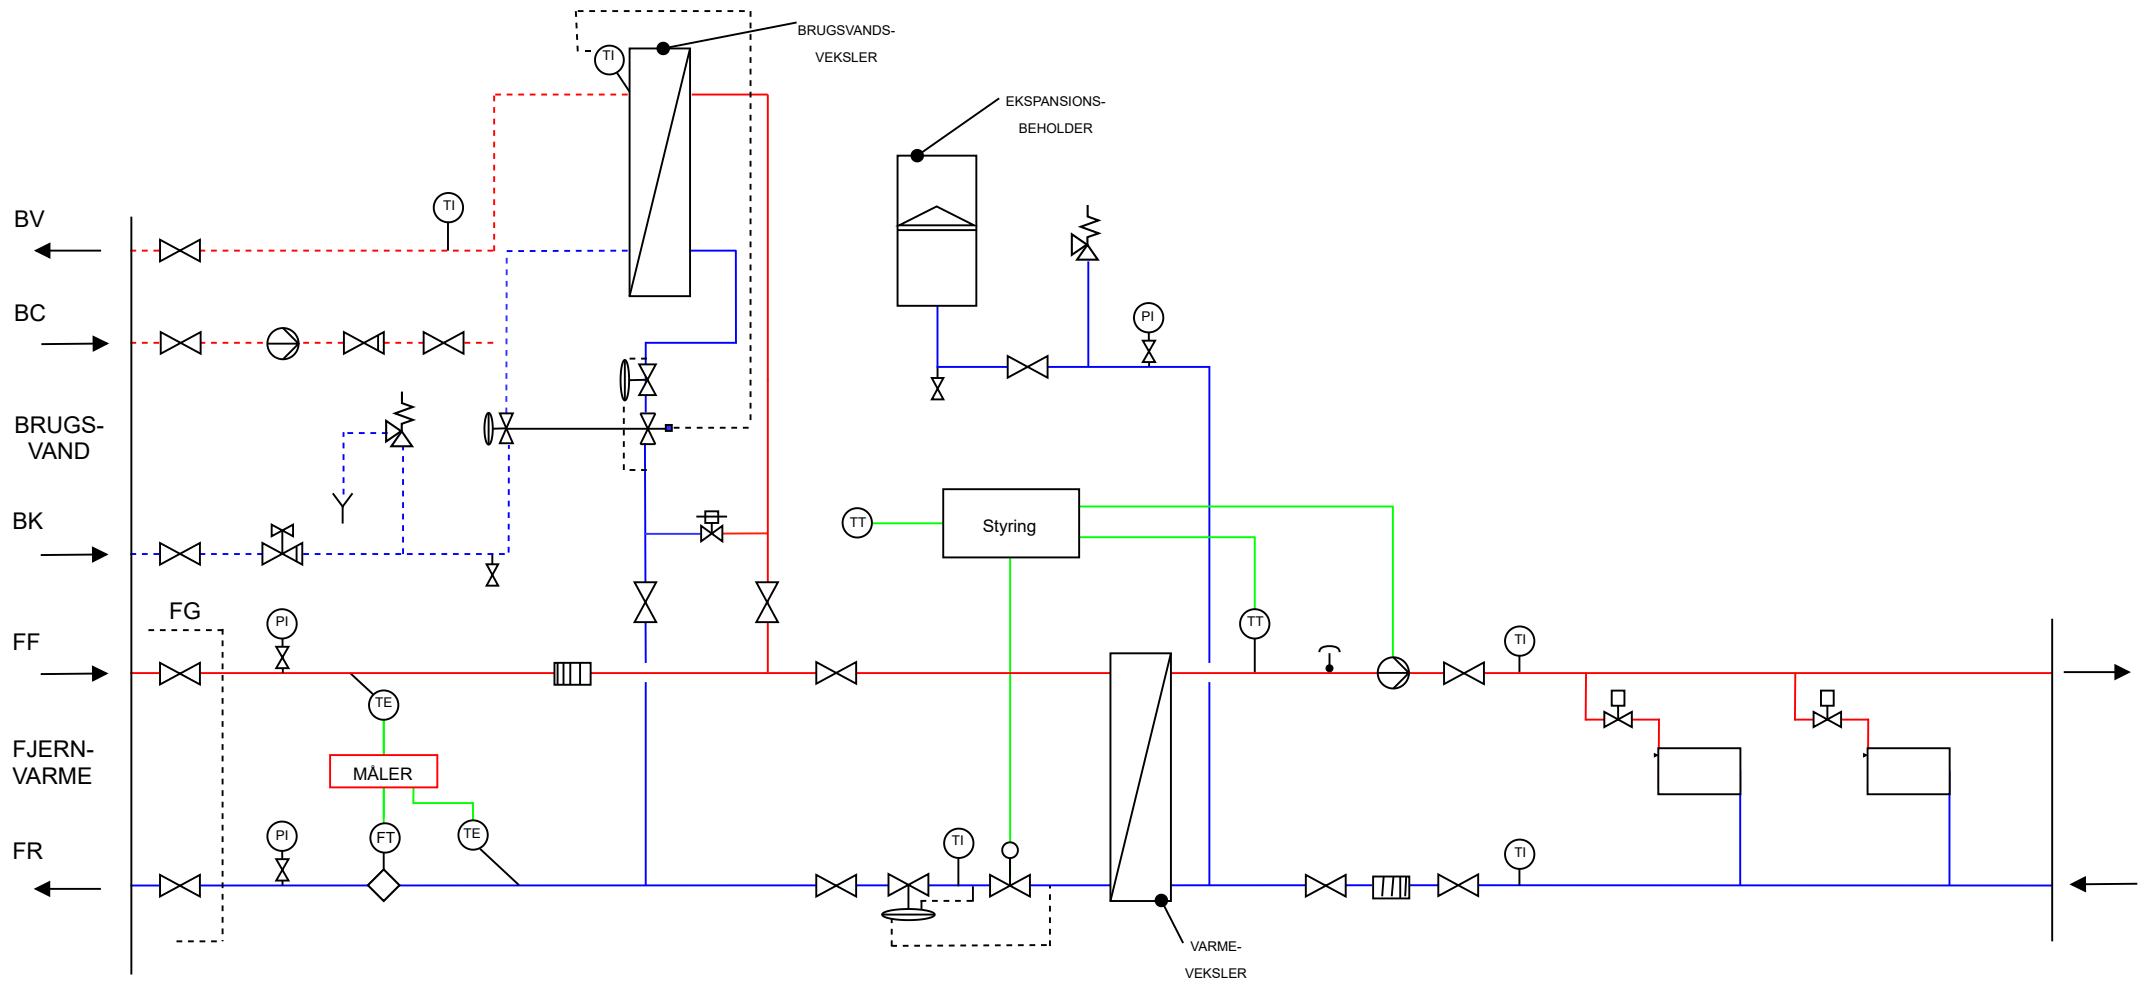 BRUGSVANDS-
VEKSLER
TI
EKSPANSIONS-
BEHOLDER
BV
TI
BC
PI
BRUGS-
VAND
BK
TT
Styring
FG
PI
TT
FF
TI
TE
FJERN-
VARME
MÅLER
FR
PI
FT
TE
TI
TI
VARME-
VEKSLER